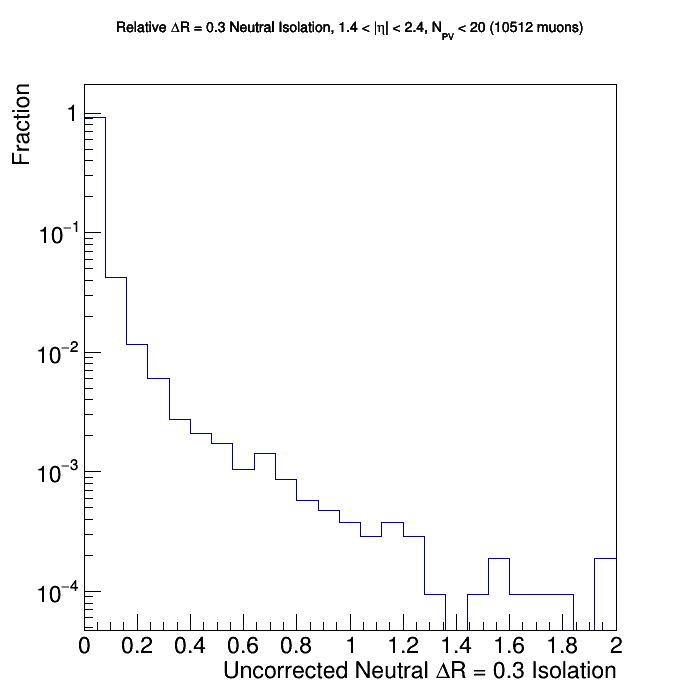 Relative ΔR = 0.3 Neutral Isolation, 1.4 < |η| < 2.4, N_PV < 20 (10512 muons)
Fraction
1
10^−1
10^−2
10^−3
10^−4
0 0.2 0.4 0.6 0.8 1 1.2 1.4 1.6 1.8 2
Uncorrected Neutral ΔR = 0.3 Isolation